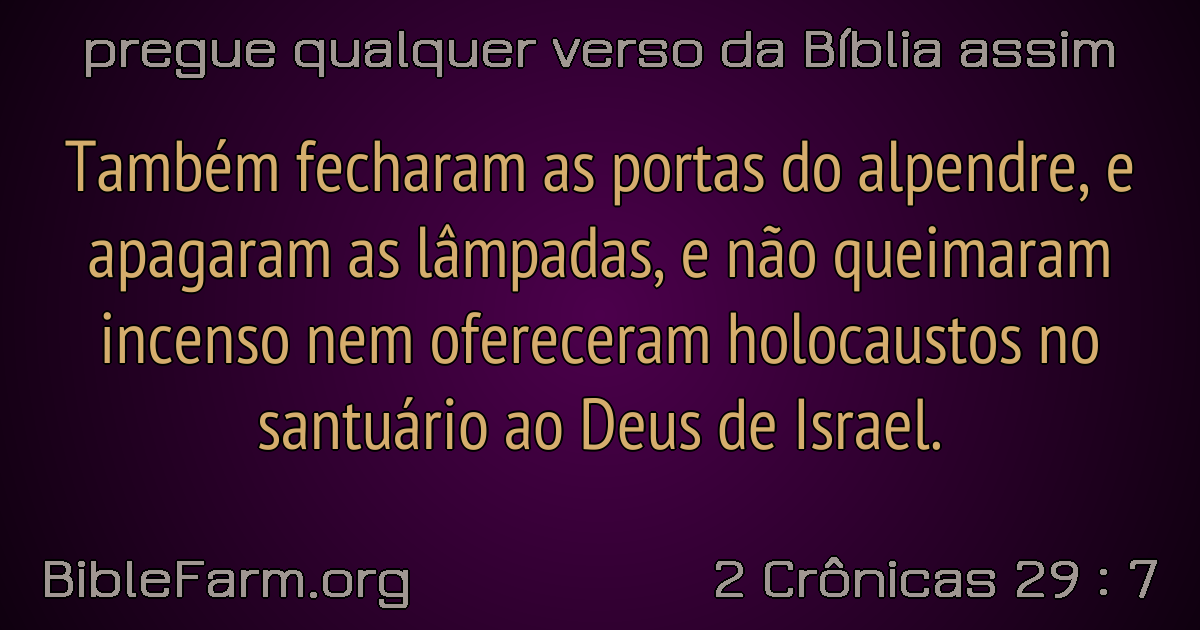 pregue qualquer verso da Bíblia assim
Também fecharam as portas do alpendre, e
apagaram as lâmpadas, e não queimaram
incenso nem ofereceram holocaustos no
santuário ao Deus de Israel.
BibleFarm.org
2 Crônicas 29 : 7